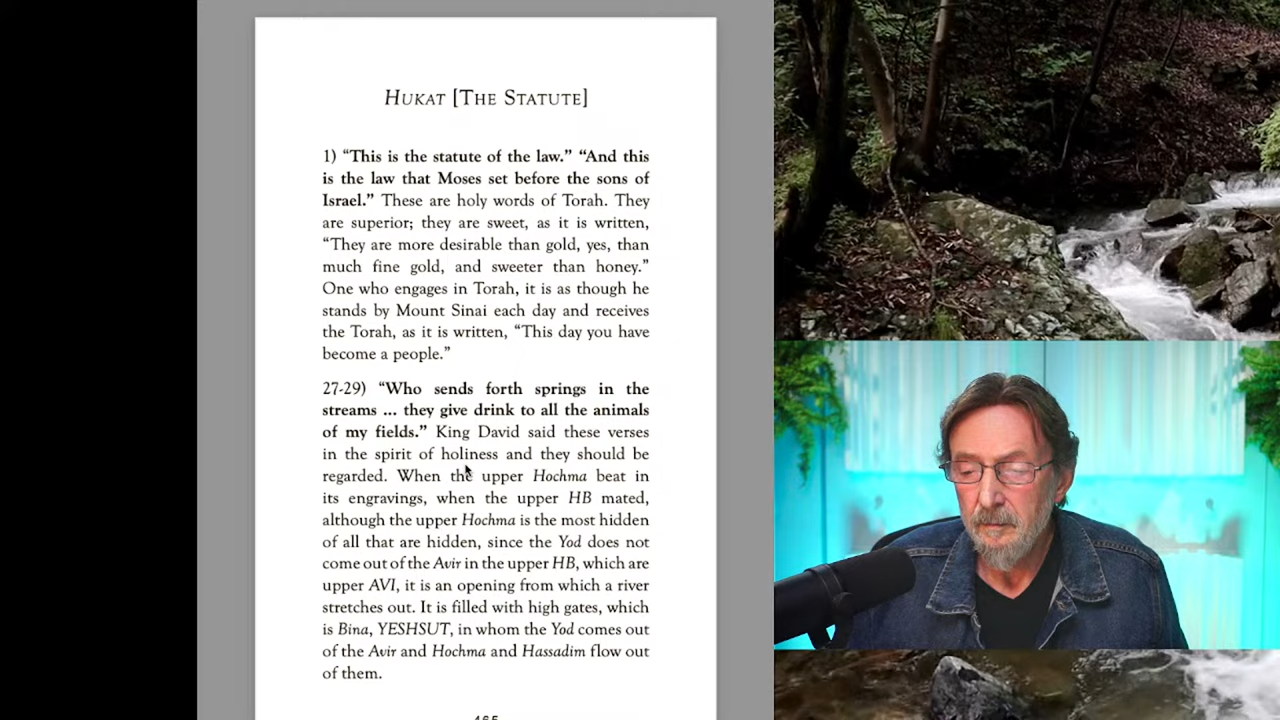 HUKAT [THE STATUTE]
1) “This is the statute of the law.” “And this
is the law that Moses set before the sons of
Israel.” These are holy words of Torah. They
are superior; they are sweet, as it is written,
“They are more desirable than gold, yes, than
much fine gold, and sweeter than honey.”
One who engages in Torah, it is as though he
stands by Mount Sinai each day and receives
the Torah, as it is written, “This day you have
become a people.”
27-29) “Who sends forth springs in the
streams ... they give drink to all the animals
of my fields.” King David said these verses
in the spirit of holiness and they should be
regarded. When the upper Hochma beat in
its engravings, when the upper HB mated,
although the upper Hochma is the most hidden
of all that are hidden, since the Yod does not
come out of the Avir in the upper HB, which are
upper AVI, it is an opening from which a river
stretches out. It is filled with high gates, which
is Bina, YESHSUT, in whom the Yod comes out
of the Avir and Hochma and Hassadim flow out
of them.
465